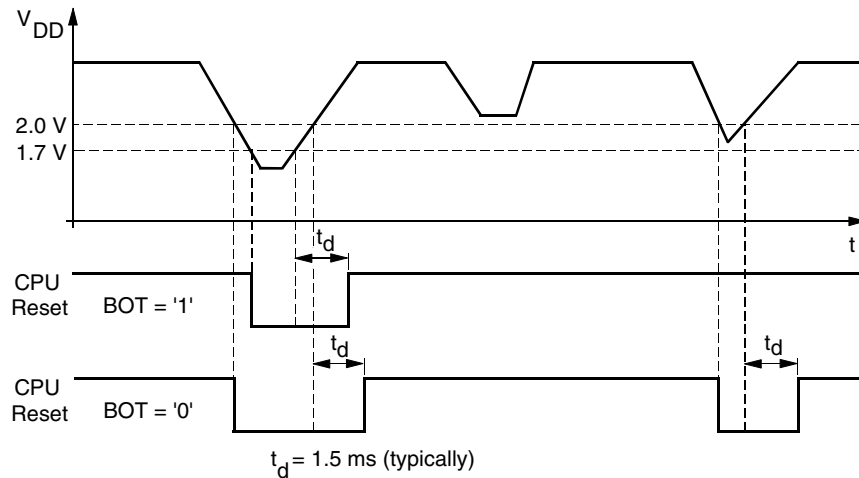 VDD
2.0 V
1.7 V
t
td
CPU
Reset
BOT = '1'
td
td
CPU
Reset
BOT = '0'
td = 1.5 ms (typically)